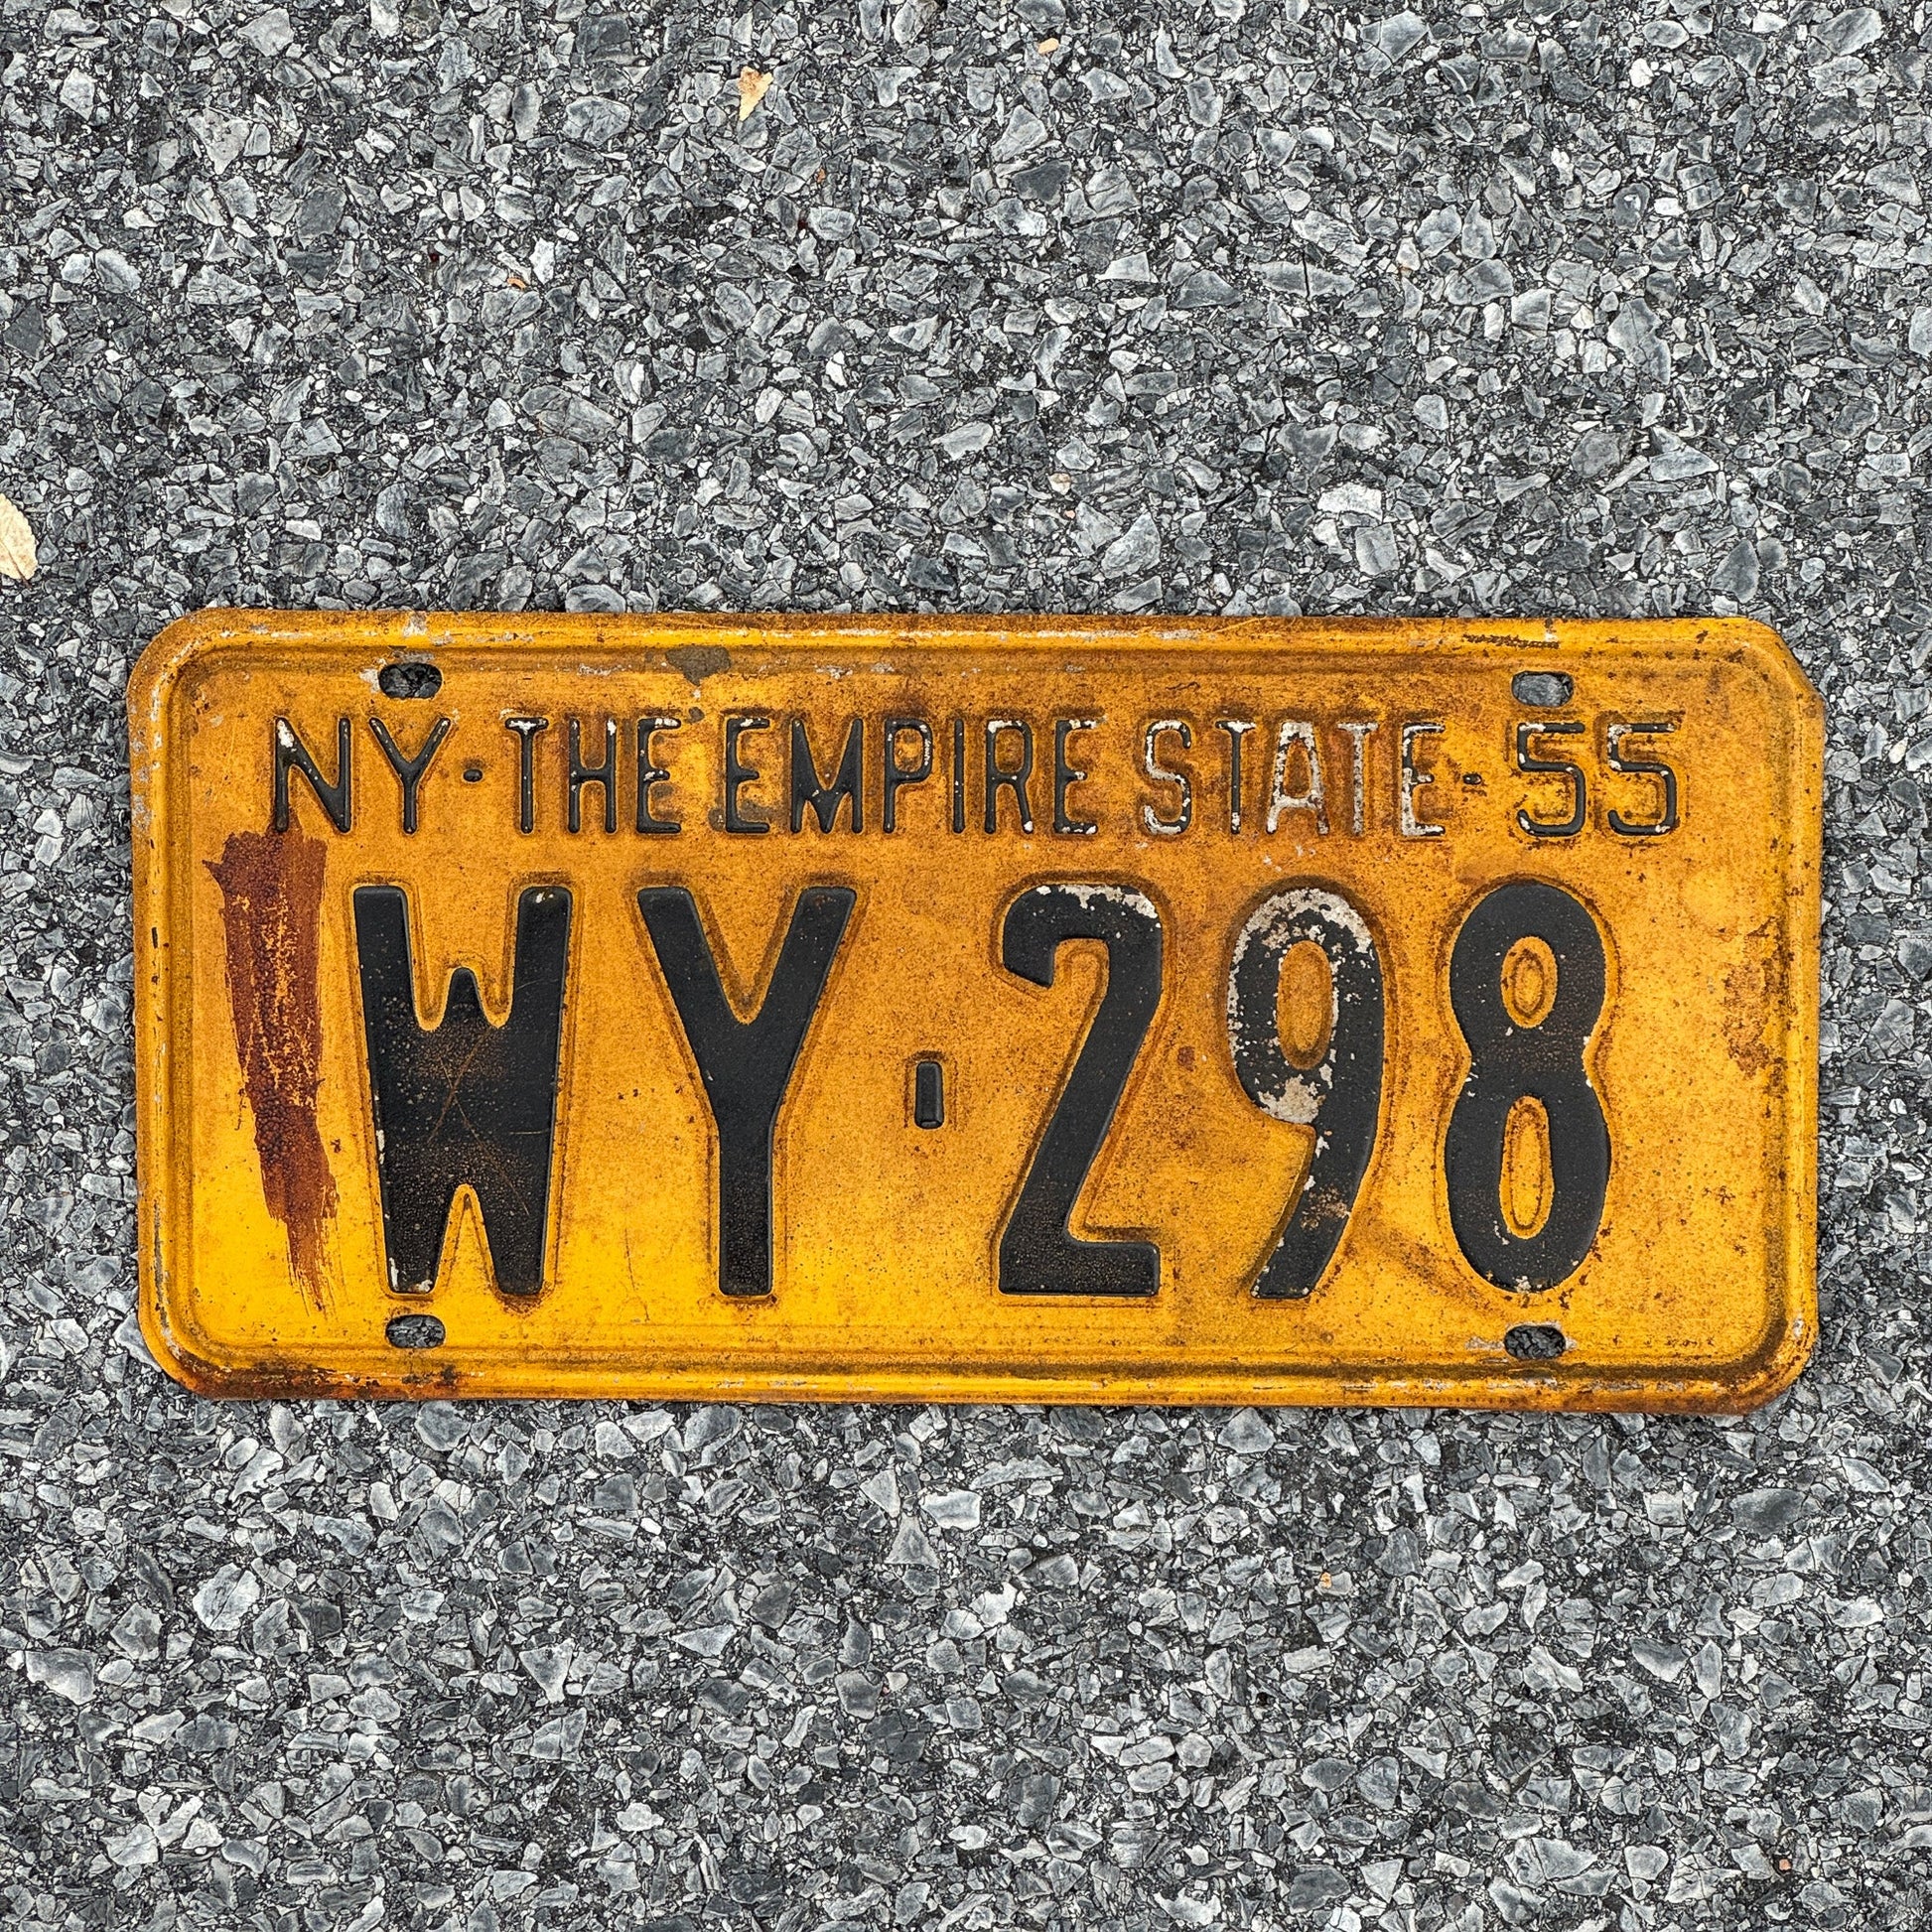 NY·THE EMPIRE STATE-55
WY-298